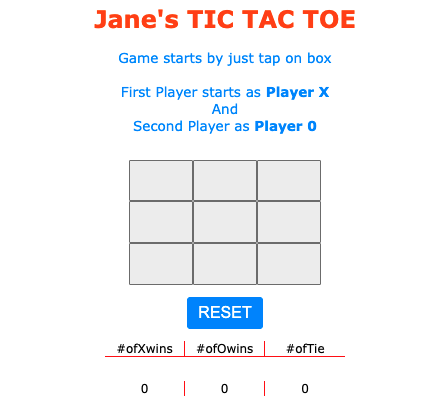 Jane's TIC TAC TOE
Game starts by just tap on box
First Player starts as Player X
And
Second Player as Player 0
RESET
#ofXwins #ofOwins #ofTie
0 0 0